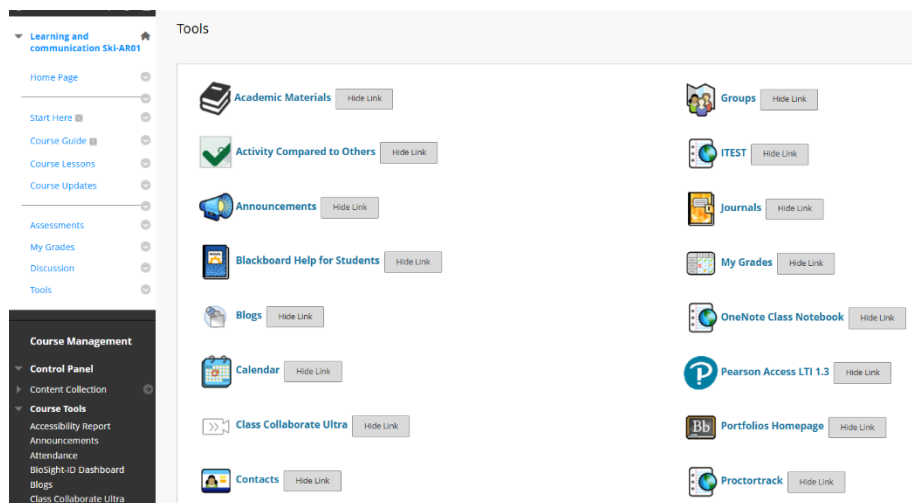 Learning and
communication Ski-AR01
Home Page
Start Here
Course Guide
Course Lessons
Course Updates
Assessments
My Grades
Discussion
Tools
Course Management
Control Panel
Content Collection
Course Tools
Accessibility Report
Announcements
Attendance
BioSight-ID Dashboard
Blogs
Class Collaborate Ultra
Tools
Academic Materials Hide Link
Activity Compared to Others Hide Link
Announcements Hide Link
Blackboard Help for Students Hide Link
Blogs Hide Link
Calendar Hide Link
Class Collaborate Ultra Hide Link
Contacts Hide Link
Groups Hide Link
ITEST Hide Link
Journals Hide Link
My Grades Hide Link
OneNote Class Notebook Hide Link
Pearson Access LTI 1.3 Hide Link
Bb Portfolios Homepage Hide Link
Proctortrack Hide Link